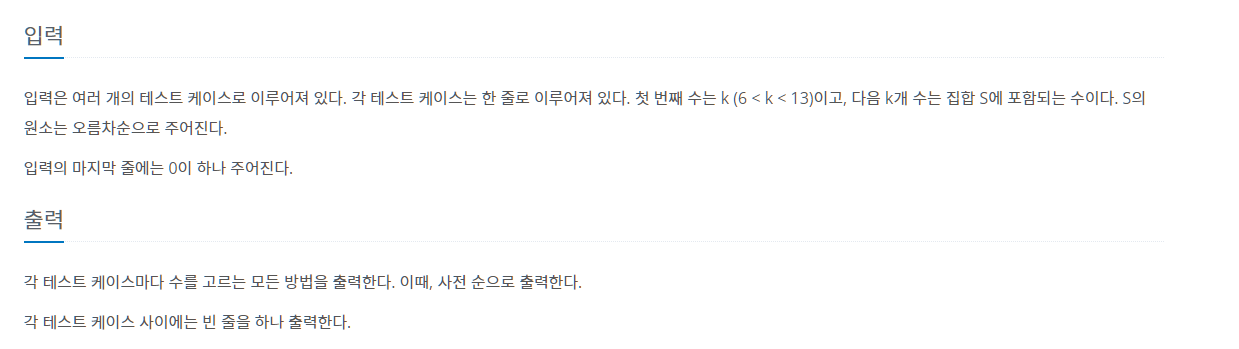 입력
입력은 여러 개의 테스트 케이스로 이루어져 있다. 각 테스트 케이스는 한 줄로 이루어져 있다. 첫 번째 수는 k (6 < k < 13)이고, 다음 k개 수는 집합 S에 포함되는 수이다. S의
원소는 오름차순으로 주어진다.
입력의 마지막 줄에는 0이 하나 주어진다.
출력
각 테스트 케이스마다 수를 고르는 모든 방법을 출력한다. 이때, 사전 순으로 출력한다.
각 테스트 케이스 사이에는 빈 줄을 하나 출력한다.